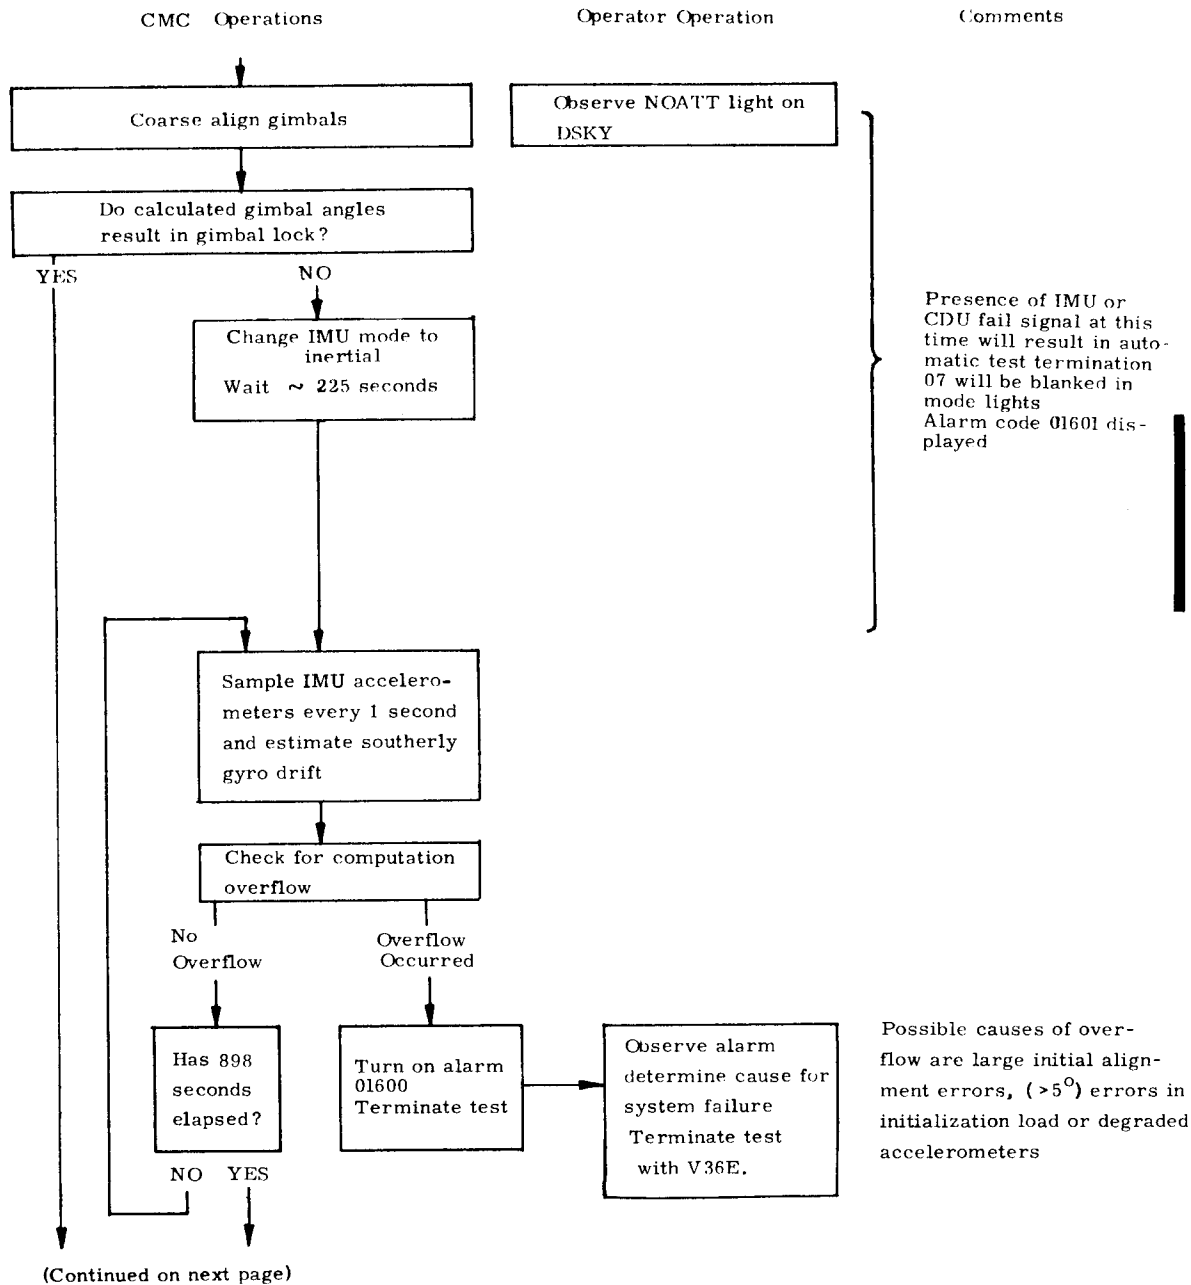 CMC Operations
Operator Operation
Comments
Coarse align gimbals
Observe NOATT light on
DSKY
Do calculated gimbal angles
result in gimbal lock?
YES
NO
Change IMU mode to
inertial
Wait ~ 225 seconds
Presence of IMU or
CDU fail signal at this
time will result in auto-
matic test termination
07 will be blanked in
mode lights
Alarm code 01601 dis-
played
Sample IMU accelero-
meters every 1 second
and estimate southerly
gyro drift
Check for computation
overflow
No
Overflow
Overflow
Occurred
Has 898
seconds
elapsed?
Turn on alarm
01600
Terminate test
Observe alarm
determine cause for
system failure
Terminate test
with V36E.
Possible causes of over-
flow are large initial align-
ment errors, (>5°) errors in
initialization load or degraded
accelerometers
NO YES
(Continued on next page)